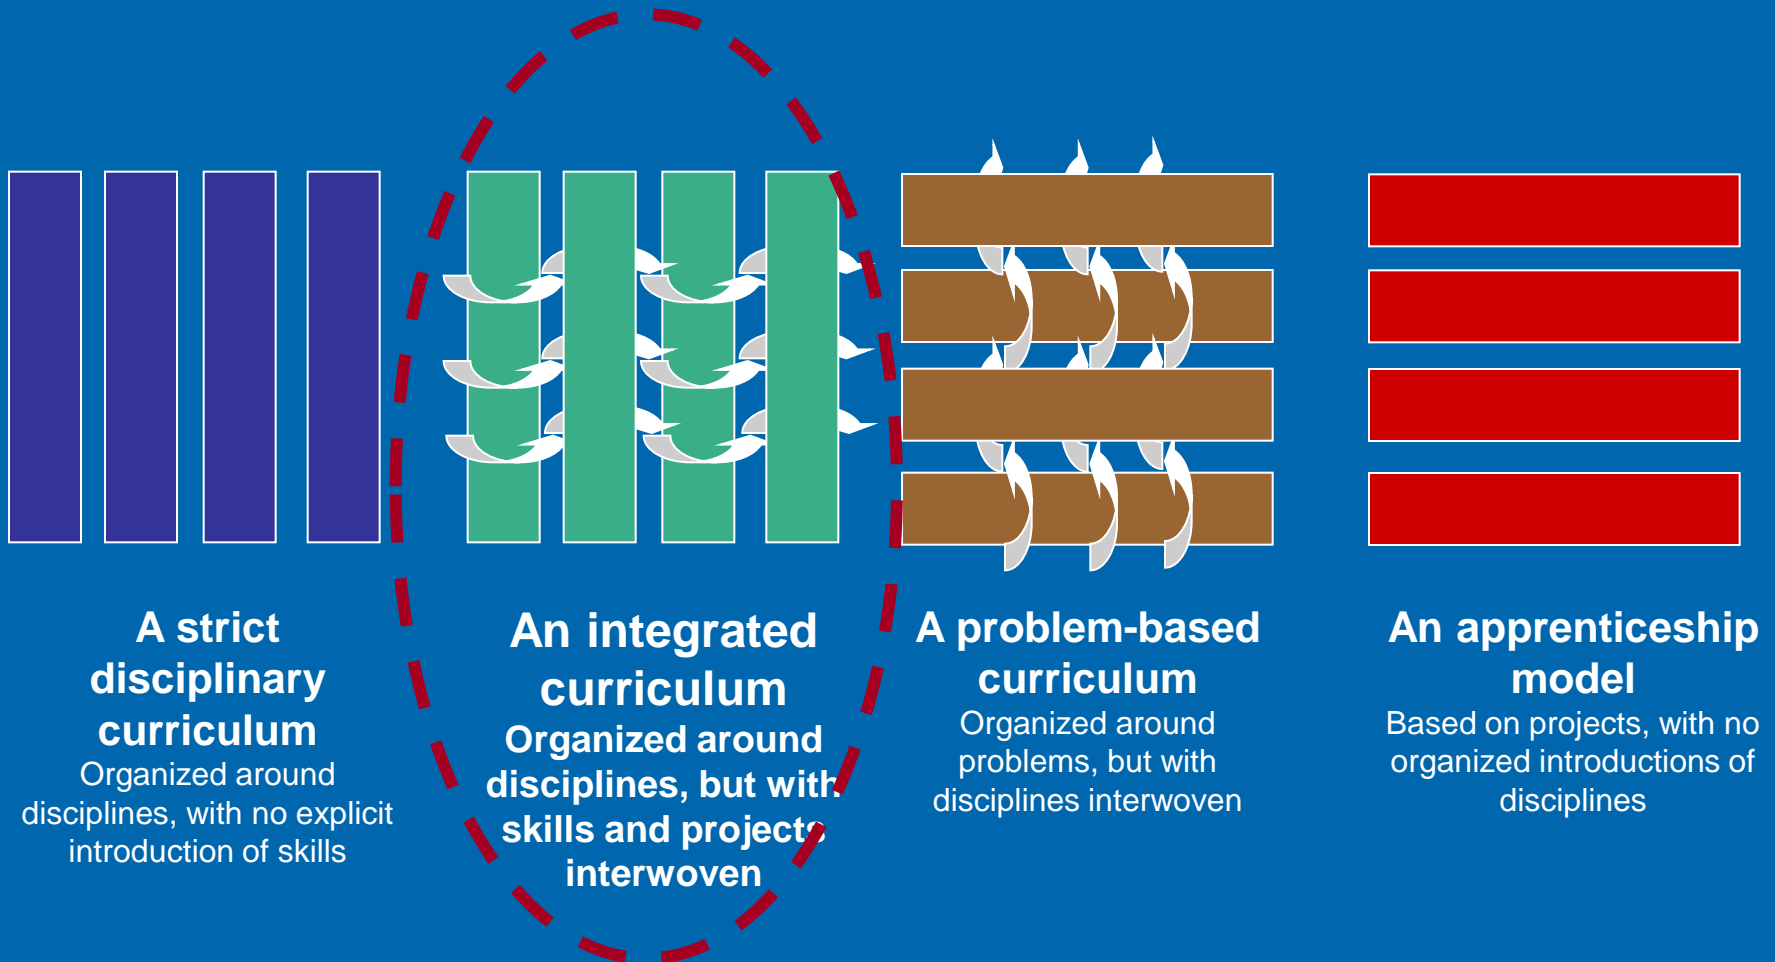 A strict
disciplinary
curriculum
Organized around
disciplines, with no explicit
introduction of skills
An integrated
curriculum
Organized around
disciplines, but with
skills and projects
interwoven
A problem-based
curriculum
Organized around
problems, but with
disciplines interwoven
An apprenticeship
model
Based on projects, with no
organized introductions of
disciplines